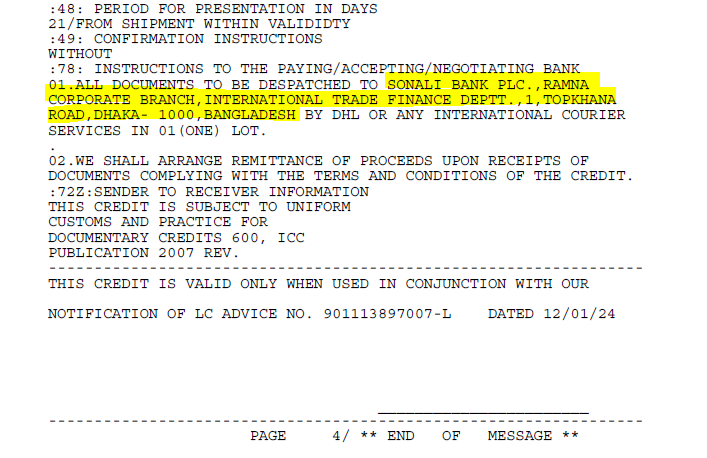 :48: PERIOD FOR PRESENTATION IN DAYS
21/FROM SHIPMENT WITHIN VALIDIDTY
:49: CONFIRMATION INSTRUCTIONS
WITHOUT
:78: INSTRUCTIONS TO THE PAYING/ACCEPTING/NEGOTIATING BANK
01.ALL DOCUMENTS TO BE DESPATCHED TO SONALI BANK PLC.,RAMNA
CORPORATE BRANCH,INTERNATIONAL TRADE FINANCE DEPTT.,1,TOPKHANA
ROAD,DHAKA- 1000,BANGLADESH BY DHL OR ANY INTERNATIONAL COURIER
SERVICES IN 01(ONE) LOT.
.
02.WE SHALL ARRANGE REMITTANCE OF PROCEEDS UPON RECEIPTS OF
DOCUMENTS COMPLYING WITH THE TERMS AND CONDITIONS OF THE CREDIT.
:72Z:SENDER TO RECEIVER INFORMATION
THIS CREDIT IS SUBJECT TO UNIFORM
CUSTOMS AND PRACTICE FOR
DOCUMENTARY CREDITS 600, ICC
PUBLICATION 2007 REV.
-----------------------------------------------------------------
THIS CREDIT IS VALID ONLY WHEN USED IN CONJUNCTION WITH OUR
NOTIFICATION OF LC ADVICE NO. 901113897007-L DATED 12/01/24
_______________________
-----------------------------------------------------------------
PAGE 4/ ** END OF MESSAGE **